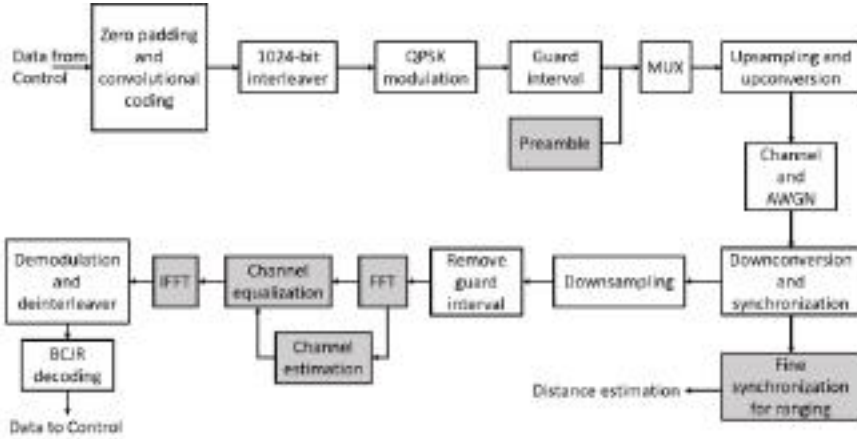 Data from
Control
Zero padding
and
convolutional
coding
1024-bit
interleaver
QPSK
modulation
Guard
interval
MUX
Upsampling and
upconversion
Preamble
Channel
and
AWGN
Demodulation
and
deinterleaver
IFFT
Channel
equalization
FFT
Remove
guard
interval
Downsampling
Downconversion
and
synchronization
Channel
estimation
BCJR
decoding
Distance estimation
Fine
synchronization
for ranging
Data to Control